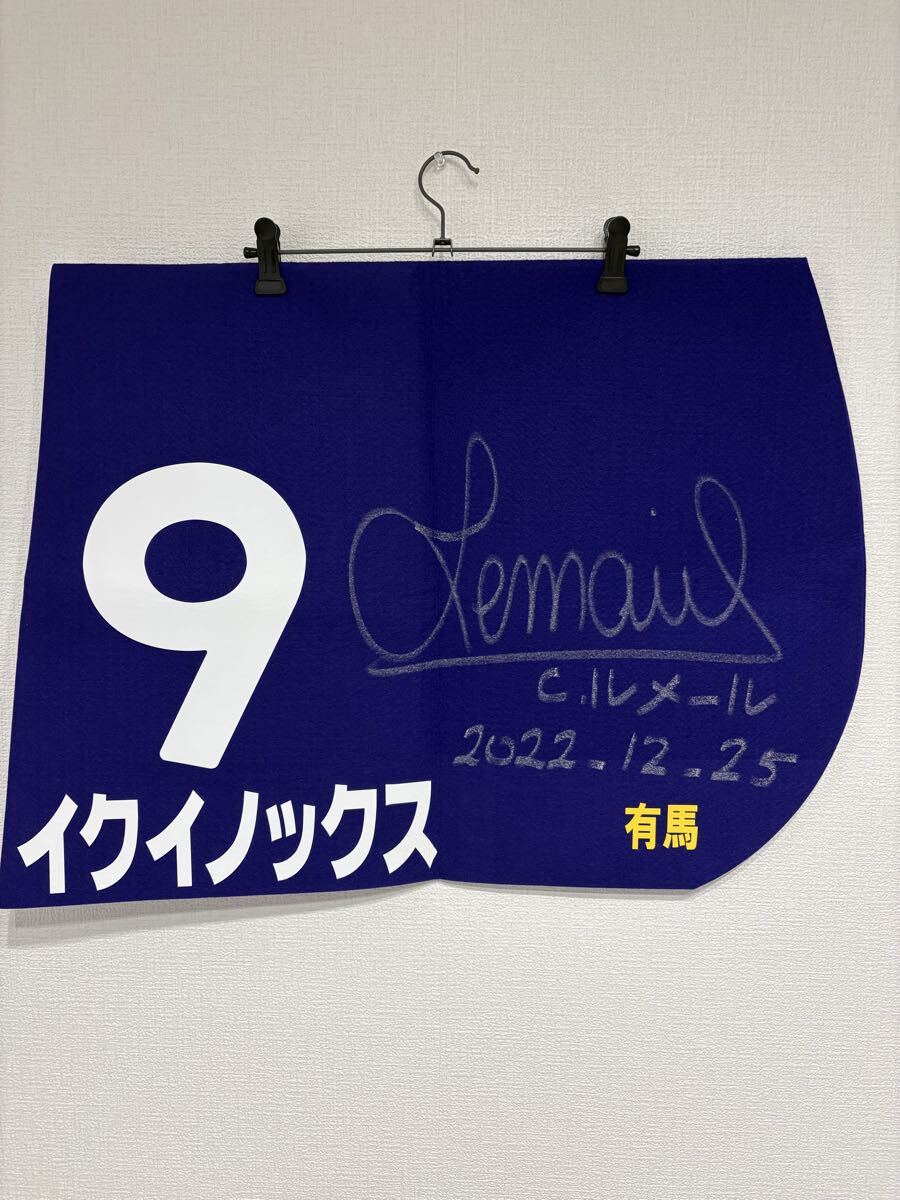 9
イクイノックス
Lemaire
C.ルメール
2022-12-25
有馬